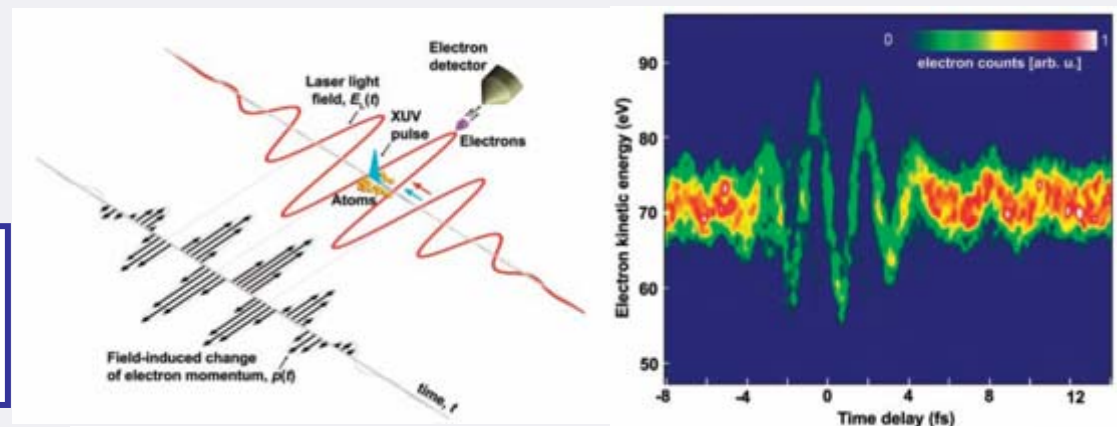 Electron
detector
Laser light
field, E_L(t)
XUV
pulse
Electrons
Atoms
Field-induced change
of electron momentum, p(t)
time, t
0
1
electron counts [arb. u.]
Electron kinetic energy (eV)
90
80
70
60
50
-8
-4
0
4
8
12
Time delay (fs)